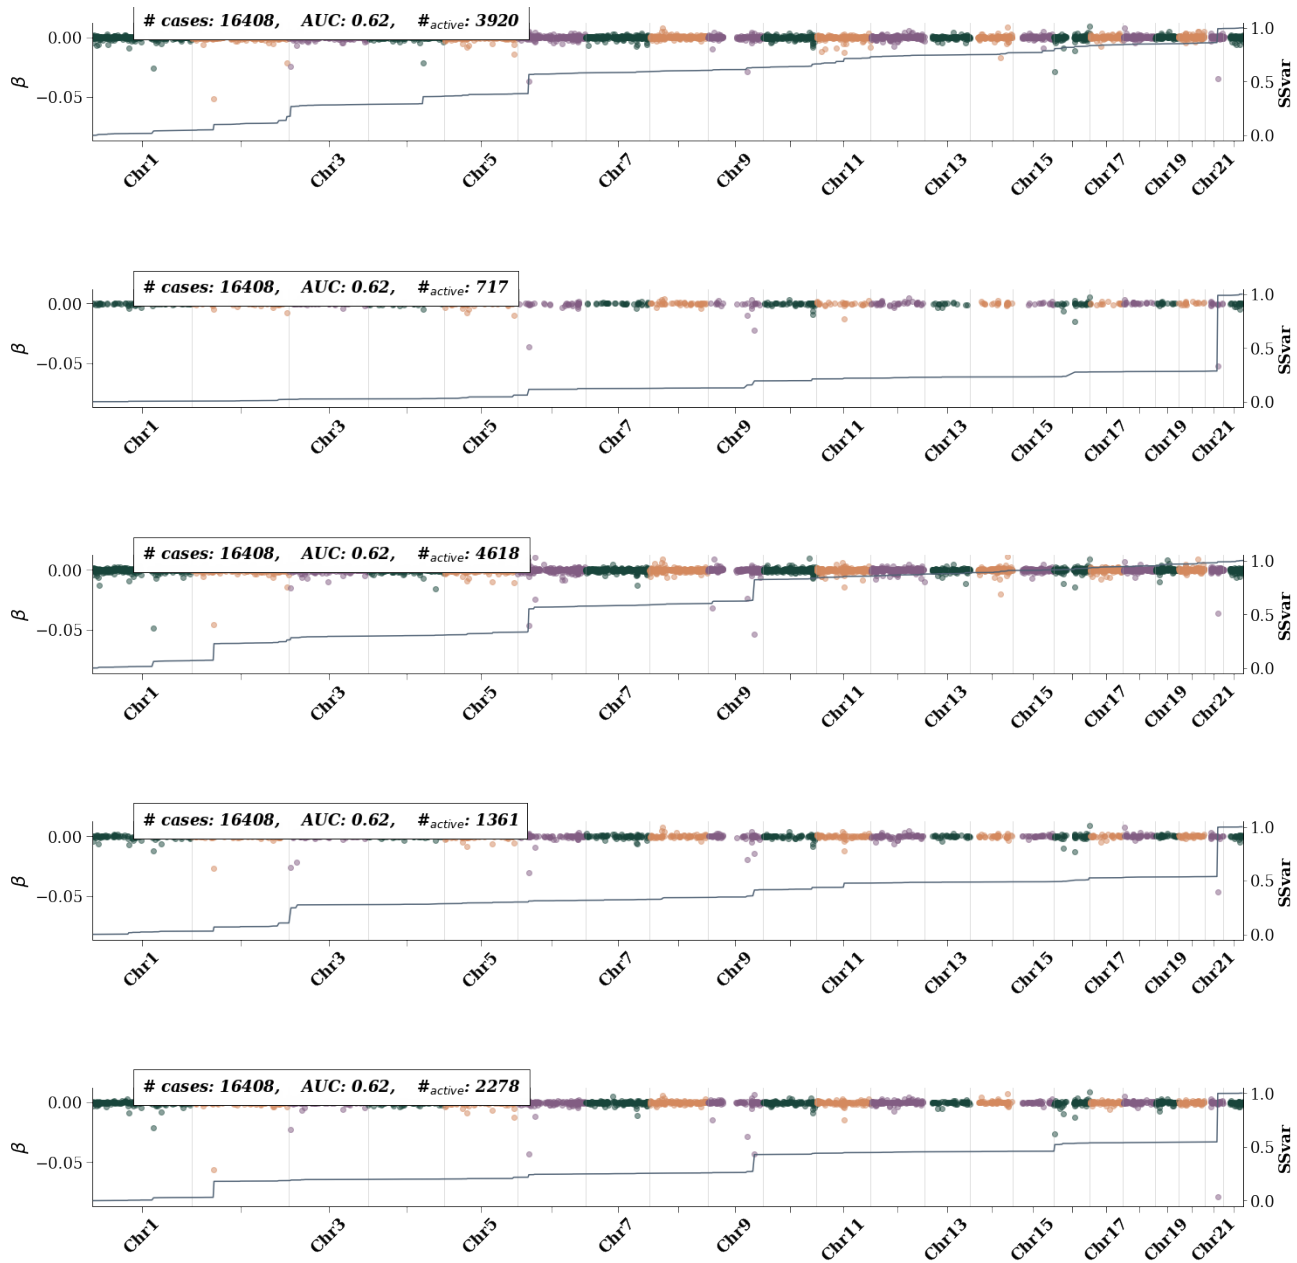 # cases: 16408, AUC: 0.62, #active: 3920
0.00
−0.05
β
1.0
0.5
0.0
SSvar
Chr1 Chr3 Chr5 Chr7 Chr9 Chr11 Chr13 Chr15 Chr17 Chr19 Chr21
# cases: 16408, AUC: 0.62, #active: 717
0.00
−0.05
β
1.0
0.5
0.0
SSvar
Chr1 Chr3 Chr5 Chr7 Chr9 Chr11 Chr13 Chr15 Chr17 Chr19 Chr21
# cases: 16408, AUC: 0.62, #active: 4618
0.00
−0.05
β
1.0
0.5
0.0
SSvar
Chr1 Chr3 Chr5 Chr7 Chr9 Chr11 Chr13 Chr15 Chr17 Chr19 Chr21
# cases: 16408, AUC: 0.62, #active: 1361
0.00
−0.05
β
1.0
0.5
0.0
SSvar
Chr1 Chr3 Chr5 Chr7 Chr9 Chr11 Chr13 Chr15 Chr17 Chr19 Chr21
# cases: 16408, AUC: 0.62, #active: 2278
0.00
−0.05
β
1.0
0.5
0.0
SSvar
Chr1 Chr3 Chr5 Chr7 Chr9 Chr11 Chr13 Chr15 Chr17 Chr19 Chr21